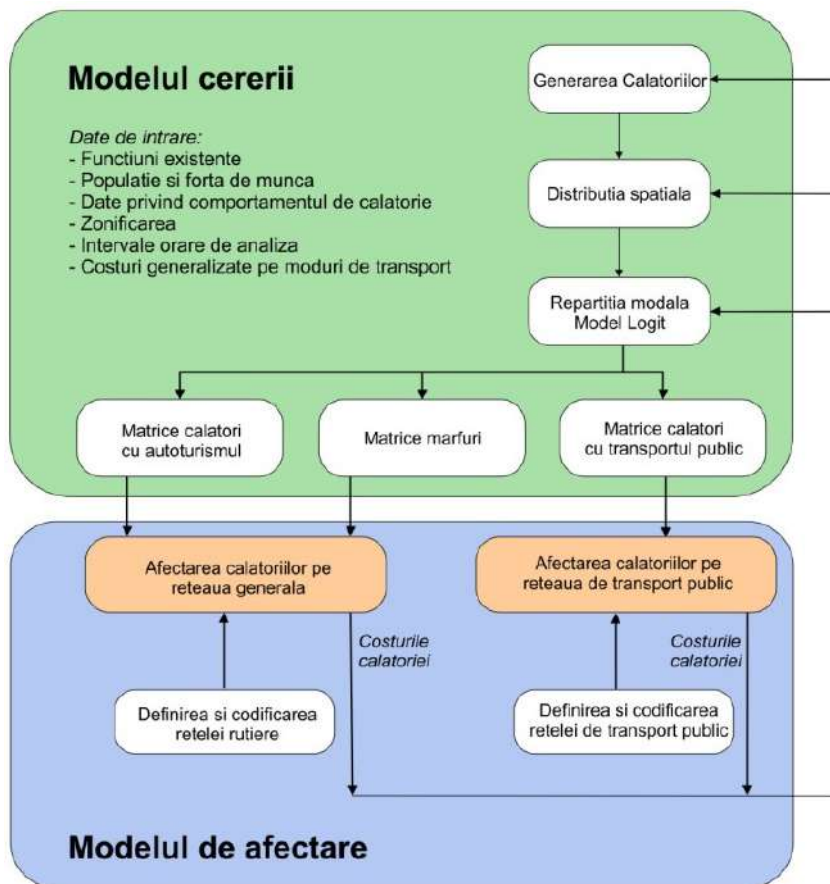 Modelul cererii
Date de intrare:
- Functiuni existente
- Populatie si forta de munca
- Date privind comportamentul de calatorie
- Zonificarea
- Intervale orare de analiza
- Costuri generalizate pe moduri de transport
Generarea Calatoriilor
Distributia spatiala
Repartitia modala
Model Logit
Matrice calatori
cu autoturismul
Matrice marfuri
Matrice calatori
cu transportul public
Afectarea calatoriilor pe
reteaua generala
Afectarea calatoriilor pe
reteaua de transport public
Costurile
calatoriei
Costurile
calatoriei
Definirea si codificarea
retelei rutiere
Definirea si codificarea
retelei de transport public
Modelul de afectare